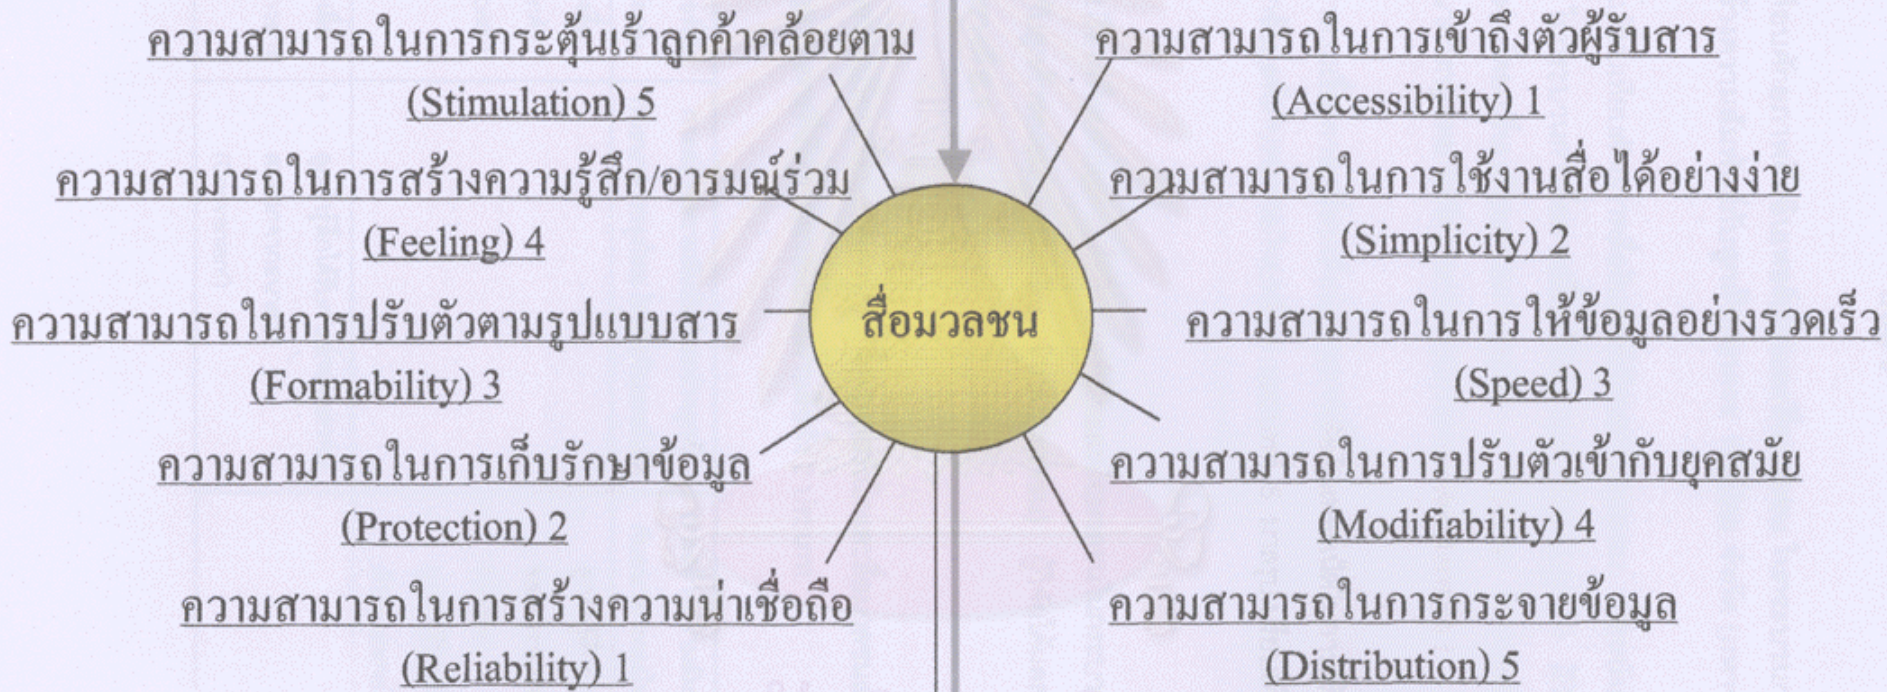 ความสามารถในการกระตุ้นเร้าลูกค้าคล้อยตาม
(Stimulation) 5
ความสามารถในการสร้างความรู้สึก/อารมณ์ร่วม
(Feeling) 4
ความสามารถในการปรับตัวตามรูปแบบสาร
(Formability) 3
ความสามารถในการเก็บรักษาข้อมูล
(Protection) 2
ความสามารถในการสร้างความน่าเชื่อถือ
(Reliability) 1
สื่อมวลชน
ความสามารถในการเข้าถึงตัวผู้รับสาร
(Accessibility) 1
ความสามารถในการใช้งานสื่อได้อย่างง่าย
(Simplicity) 2
ความสามารถในการให้ข้อมูลอย่างรวดเร็ว
(Speed) 3
ความสามารถในการปรับตัวเข้ากับยุคสมัย
(Modifiability) 4
ความสามารถในการกระจายข้อมูล
(Distribution) 5